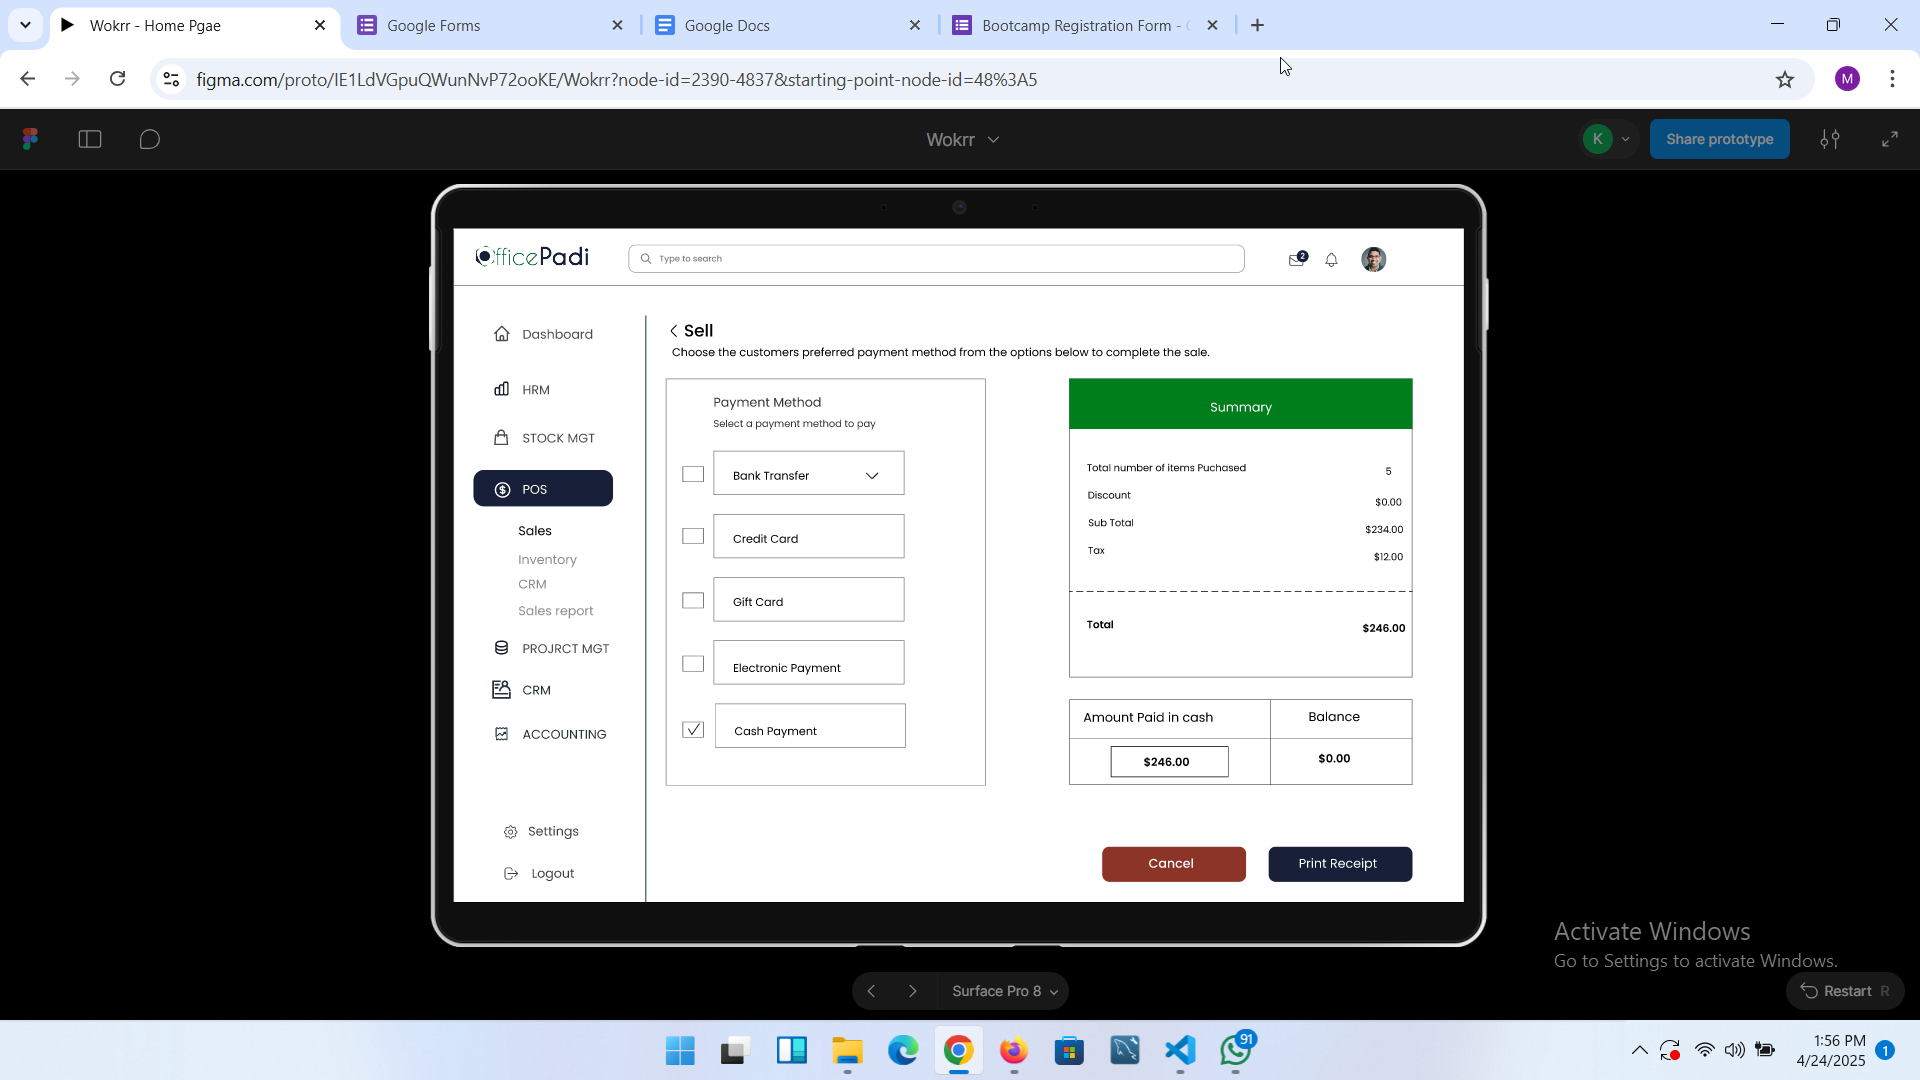 Wokrr - Home Pgae
Google Forms
Google Docs
Bootcamp Registration Form -
figma.com/proto/IE1LdVGpuQWunNvP72ooKE/Wokrr?node-id=2390-4837&starting-point-node-id=48%3A5
M
Wokrr
K
Share prototype
OfficePadi
Type to search
2
Dashboard
HRM
STOCK MGT
POS
Sales
Inventory
CRM
Sales report
PROJRCT MGT
CRM
ACCOUNTING
Settings
Logout
Sell
Choose the customers preferred payment method from the options below to complete the sale.
Payment Method
Select a payment method to pay
Bank Transfer
Credit Card
Gift Card
Electronic Payment
Cash Payment
Summary
Total number of items Puchased 5
Discount $0.00
Sub Total $234.00
Tax $12.00
Total $246.00
Amount Paid in cash Balance
$246.00 $0.00
Cancel Print Receipt
Activate Windows
Go to Settings to activate Windows.
Surface Pro 8
Restart R
91
1:56 PM
4/24/2025
1